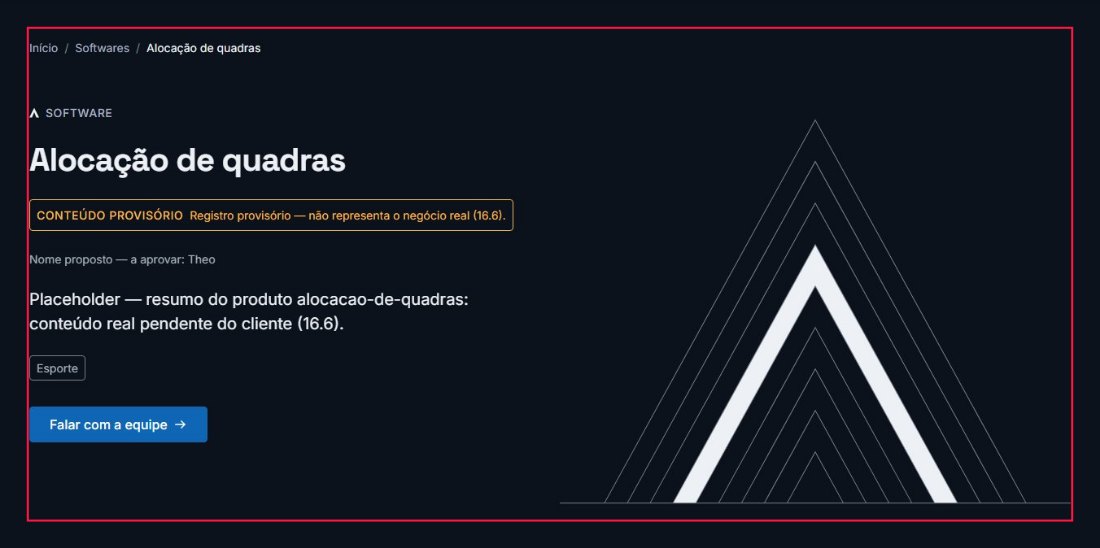 Início / Softwares / Alocação de quadras
SOFTWARE
Alocação de quadras
CONTEÚDO PROVISÓRIO Registro provisório — não representa o negócio real (16.6).
Nome proposto — a aprovar: Theo
Placeholder — resumo do produto alocacao-de-quadras:
conteúdo real pendente do cliente (16.6).
Esporte
Falar com a equipe →